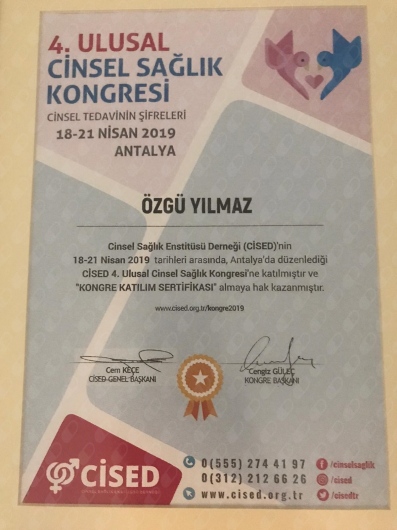 4. ULUSAL
CİNSEL SAĞLIK
KONGRESİ
CİNSEL TEDAVİNİN ŞİFRELERİ
18-21 NİSAN 2019
ANTALYA
ÖZGÜ YILMAZ
Cinsel Sağlık Enstitüsü Derneği (CİSED)'nin
18-21 Nisan 2019 tarihleri arasında, Antalya'da düzenlediği
CİSED 4. Ulusal Cinsel Sağlık Kongresi'ne katılmıştır ve
"KONGRE KATILIM SERTİFİKASI" almaya hak kazanmıştır.
www.cised.org.tr/kongre2019
Cem KEÇE
CİSED GENEL BAŞKANI
Cengiz GÜLEÇ
KONGRE BAŞKANI
CİSED
0(555) 274 41 97
/cinselsaglik
0(312) 212 66 26
/cised
www.cised.org.tr
/cisedtr